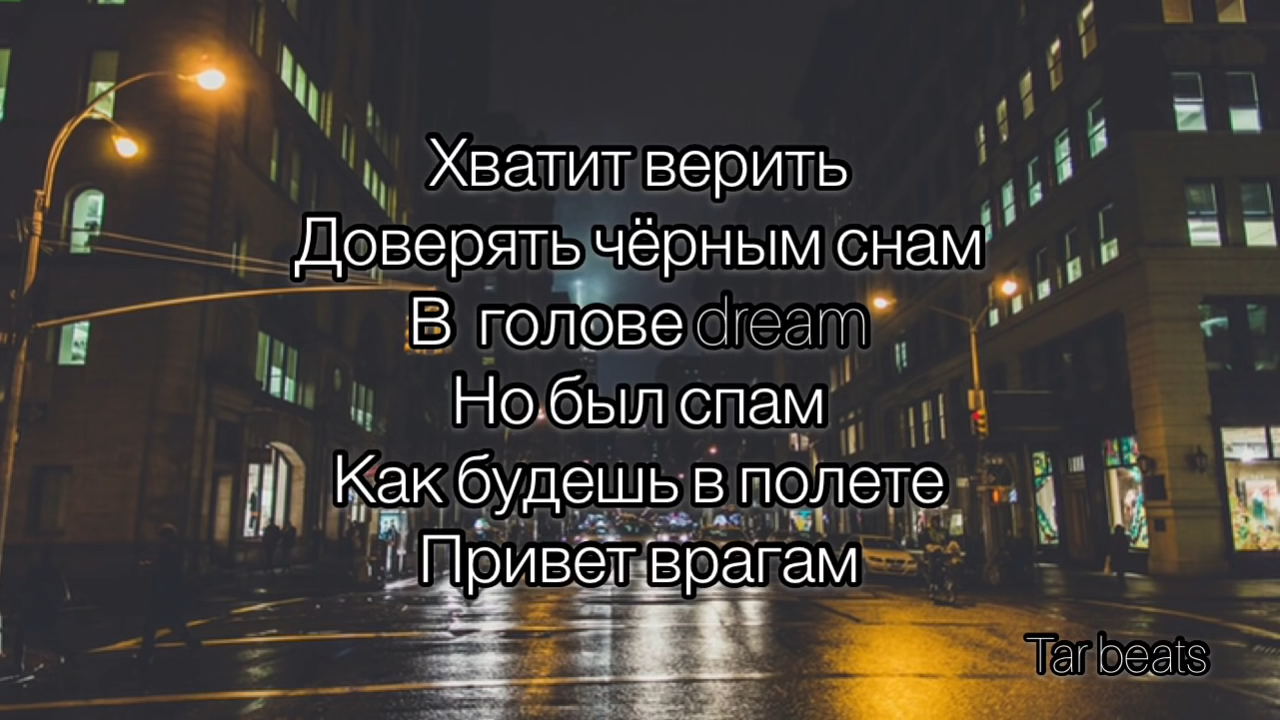 Хватит верить
Доверять чёрным снам
В голове dream
Но был спам
Как будешь в полете
Привет врагам
Tar beats